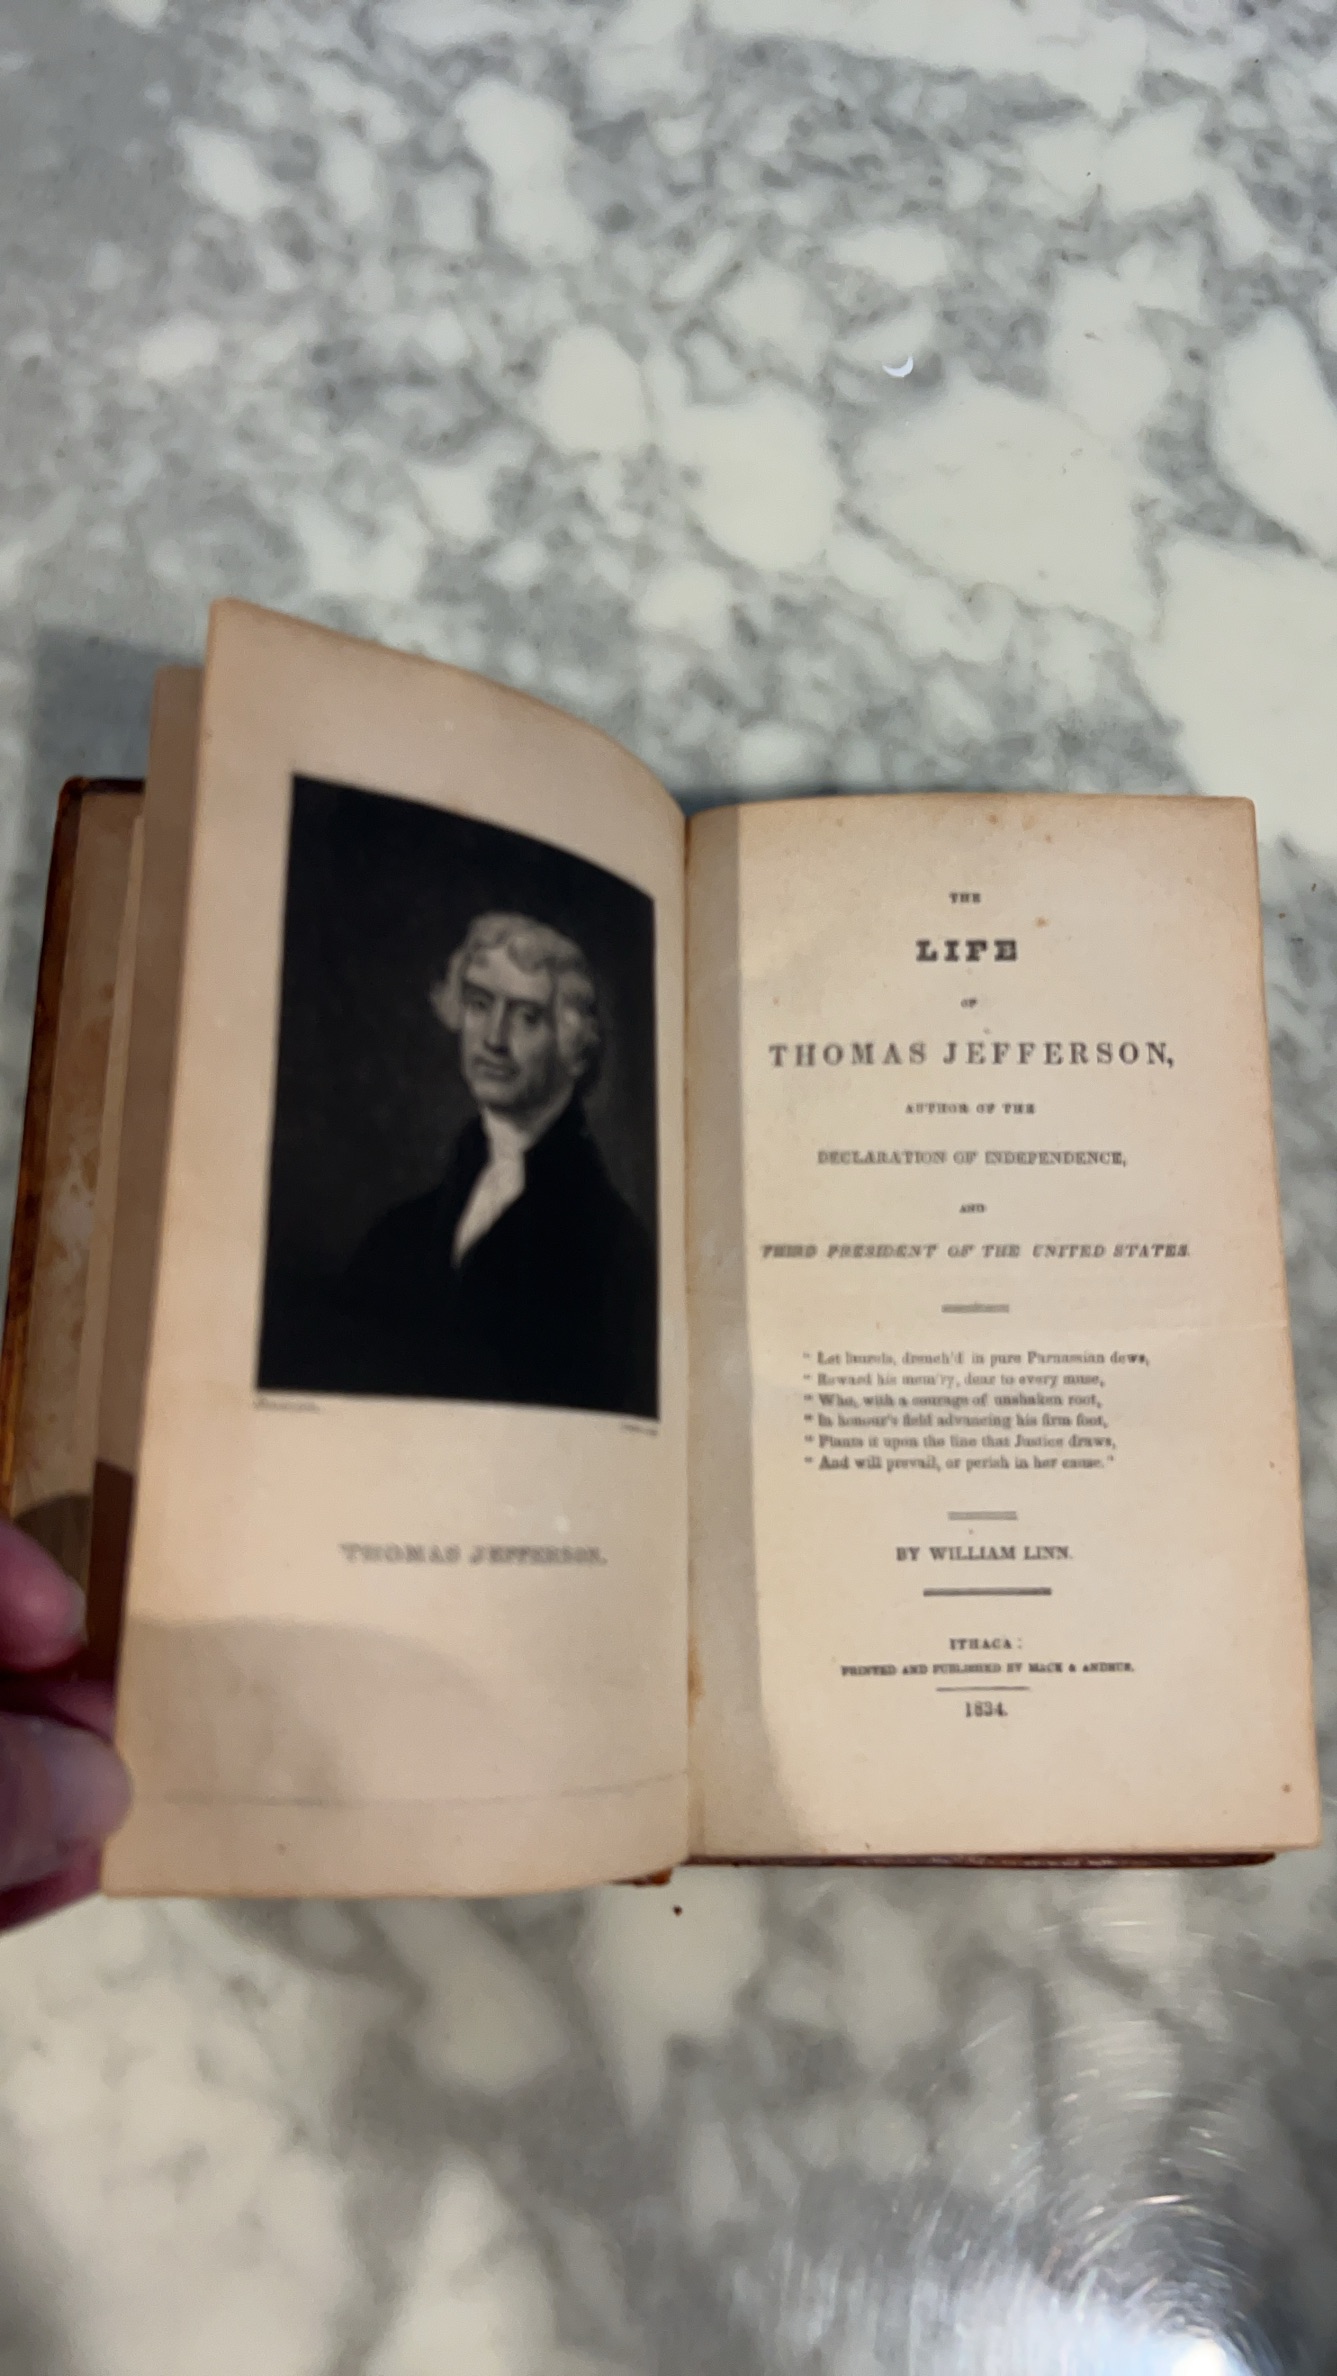 THOMAS JEFFERSON.
THE
LIFE
OF
THOMAS JEFFERSON,
AUTHOR OF THE
DECLARATION OF INDEPENDENCE,
AND
THIRD PRESIDENT OF THE UNITED STATES.
" Let laurels, drench'd in pure Parnassian dews,
" Reward his mem'ry, dear to every muse,
" Who, with a courage of unshaken root,
" In honour's field advancing his firm foot,
" Plants it upon the line that Justice draws,
" And will prevail, or perish in her cause."
BY WILLIAM LINN.
ITHACA:
PRINTED AND PUBLISHED BY MACK & ANDRUS.
1834.